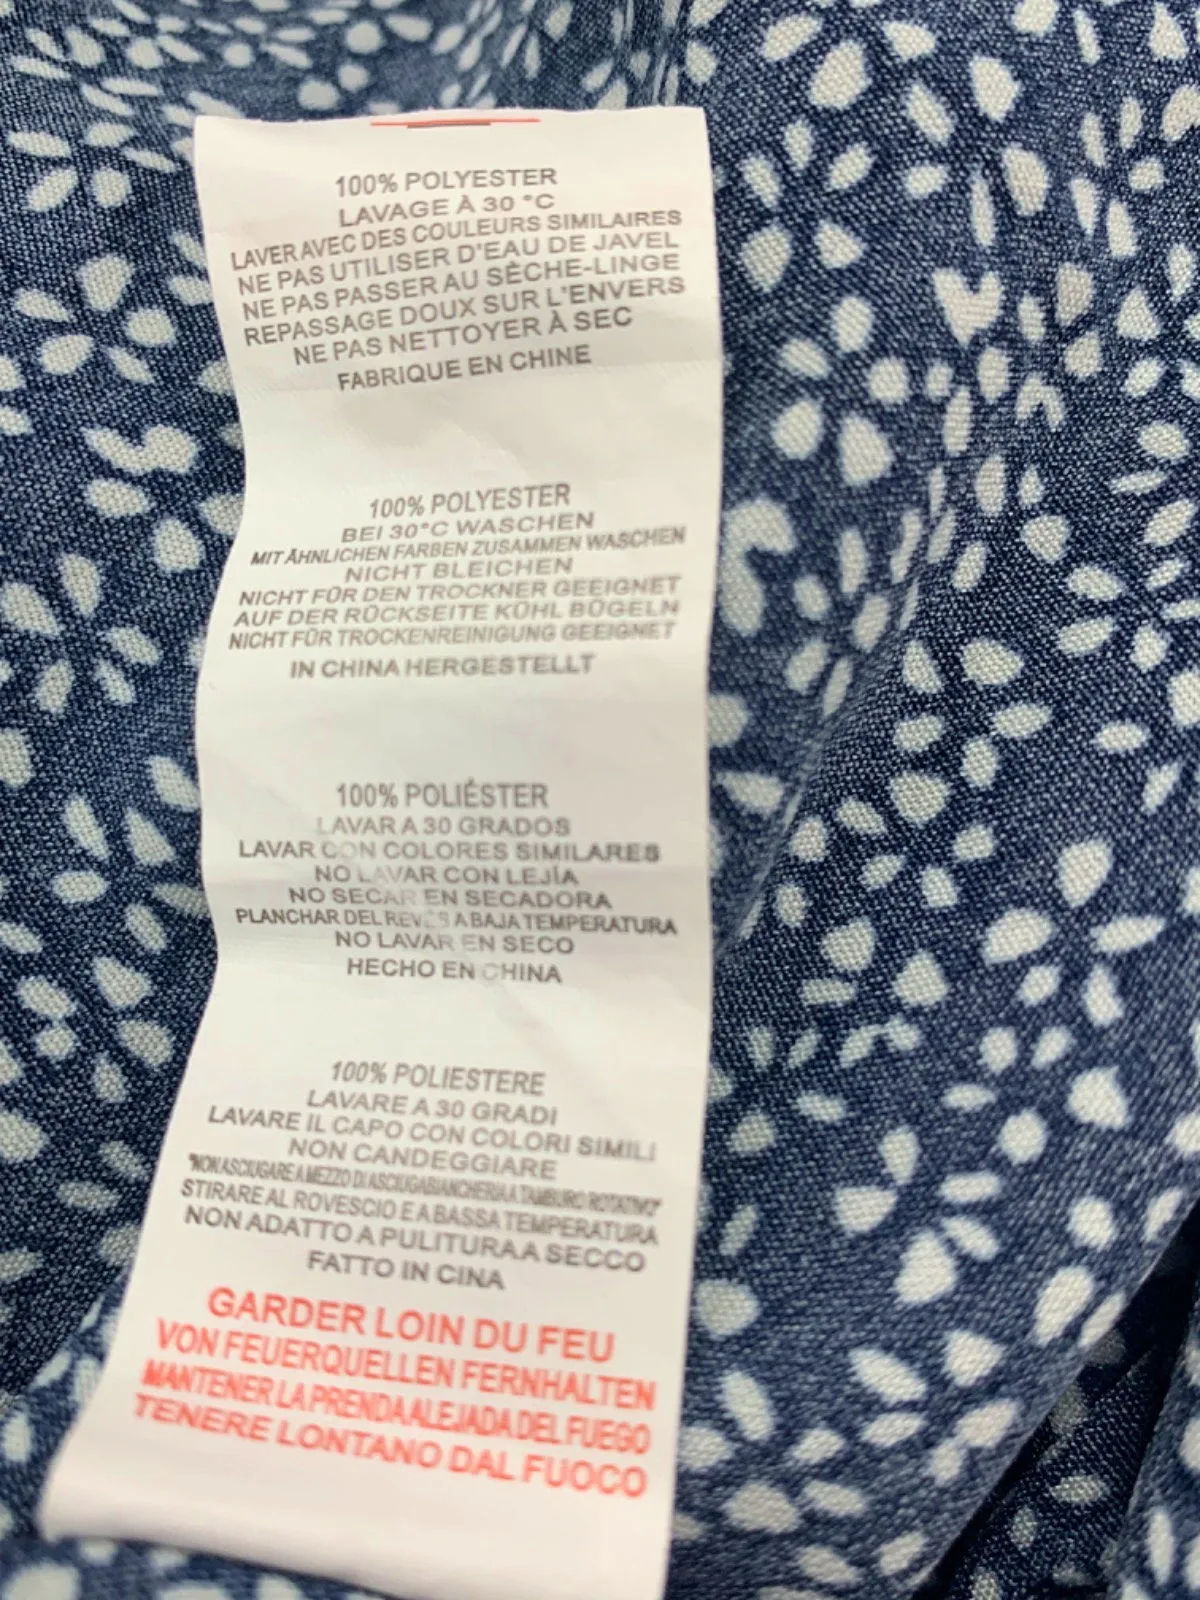 100% POLYESTER
LAVAGE À 30 °C
LAVER AVEC DES COULEURS SIMILAIRES
NE PAS UTILISER D'EAU DE JAVEL
NE PAS PASSER AU SÈCHE-LINGE
REPASSAGE DOUX SUR L'ENVERS
NE PAS NETTOYER À SEC
FABRIQUE EN CHINE
100% POLYESTER
BEI 30°C WASCHEN
MIT ÄHNLICHEN FARBEN ZUSAMMEN WASCHEN
NICHT BLEICHEN
NICHT FÜR DEN TROCKNER GEEIGNET
AUF DER RÜCKSEITE KÜHL BÜGELN
NICHT FÜR TROCKENREINIGUNG GEEIGNET
IN CHINA HERGESTELLT
100% POLIÉSTER
LAVAR A 30 GRADOS
LAVAR CON COLORES SIMILARES
NO LAVAR CON LEJÍA
NO SECAR EN SECADORA
PLANCHAR DEL REVÉS A BAJA TEMPERATURA
NO LAVAR EN SECO
HECHO EN CHINA
100% POLIESTERE
LAVARE A 30 GRADI
LAVARE IL CAPO CON COLORI SIMILI
NON CANDEGGIARE
"NON ASCIUGARE A MEZZO DI ASCIUGABIANCHERIA A TAMBURO ROTATIVO"
STIRARE AL ROVESCIO E A BASSA TEMPERATURA
NON ADATTO A PULITURA A SECCO
FATTO IN CINA
GARDER LOIN DU FEU
VON FEUERQUELLEN FERNHALTEN
MANTENER LA PRENDA ALEJADA DEL FUEGO
TENERE LONTANO DAL FUOCO